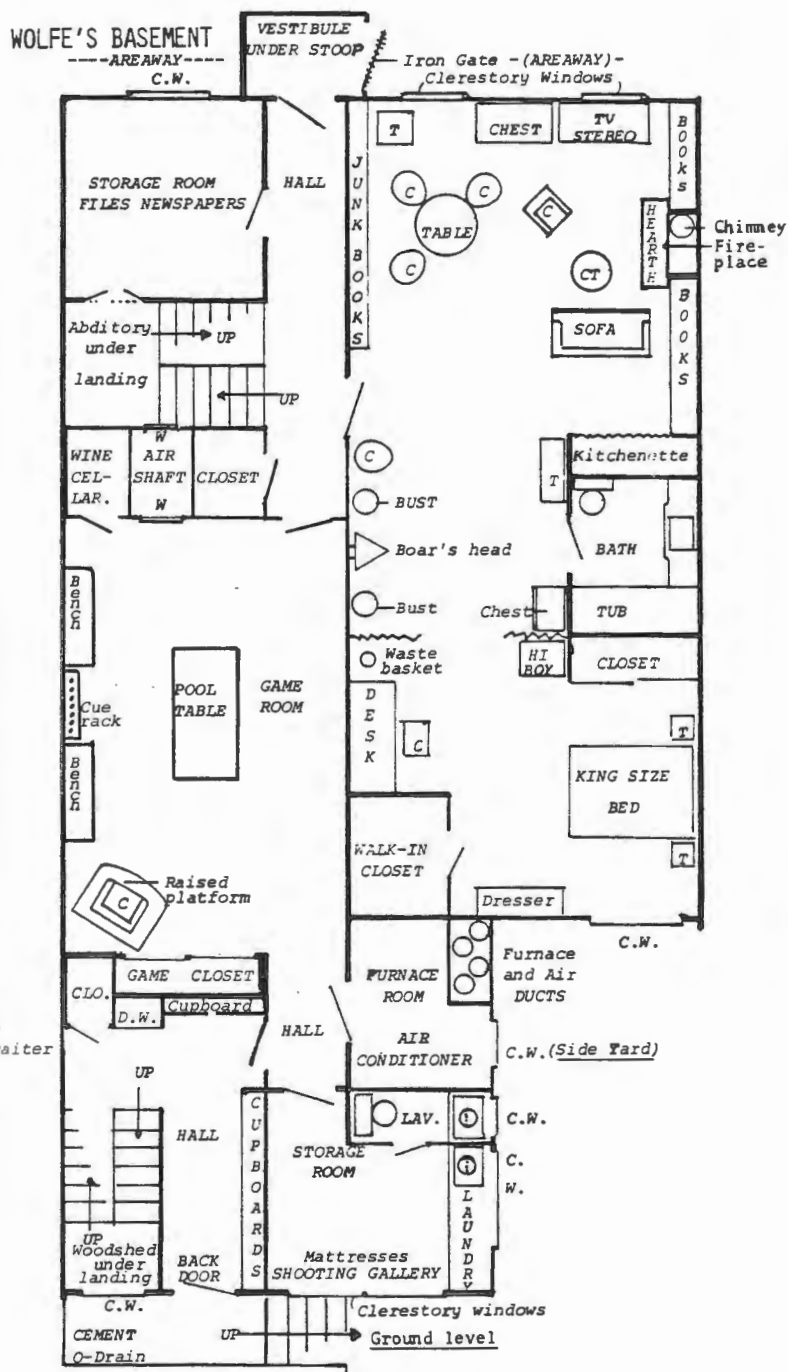 WOLFE'S BASEMENT
----AREAWAY-----
C.W.
VESTIBULE
UNDER STOOP
Iron Gate -(AREAWAY)-
Clerestory Windows
STORAGE ROOM
FILES NEWSPAPERS
HALL
JUNK BOOKS
T
CHEST
TV
STEREO
BOOKS
C
C
TABLE
C
C
HEARTH
Chimney
Fire-
place
CT
SOFA
BOOKS
Abditory
under
landing
UP
UP
WINE
CEL-
LAR.
W
AIR
SHAFT
W
CLOSET
C
BUST
Boar's head
Bust
T
Kitchenette
BATH
Chest
TUB
Waste
basket
HI
BOY
CLOSET
Bench
Cue
rack
Bench
POOL
TABLE
GAME
ROOM
DESK
C
T
KING SIZE
BED
T
WALK-IN
CLOSET
Dresser
C.W.
Raised
platform
C
GAME CLOSET
CLO.
D.W.
Cupboard
FURNACE
ROOM
Furnace
and Air
DUCTS
aiter
HALL
AIR
CONDITIONER
C.W. (Side Yard)
UP
HALL
CUPBOARDS
LAV.
C.W.
STORAGE
ROOM
C.
W.
LAUNDRY
UP
Woodshed
under
landing
BACK
DOOR
Mattresses
SHOOTING GALLERY
C.W.
Clerestory windows
CEMENT
O-Drain
UP
Ground level